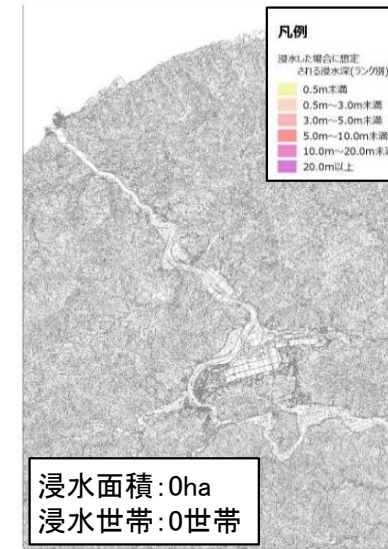 凡例
浸水した場合に想定
される浸水深(ランク別)
0.5m未満
0.5m～3.0m未満
3.0m～5.0m未満
5.0m～10.0m未満
10.0m～20.0m未満
20.0m以上
浸水面積:0ha
浸水世帯:0世帯